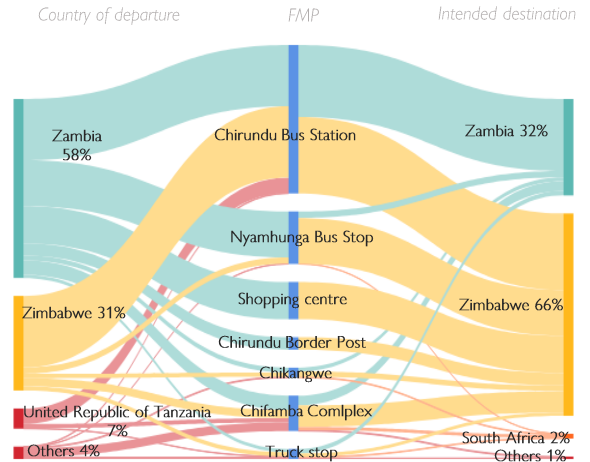 Country of departure
FMP
Intended destination
Zambia
58%
Chirundu Bus Station
Zambia 32%
Nyamhunga Bus Stop
Shopping centre
Zimbabwe 31%
Zimbabwe 66%
Chirundu Border Post
Chikangwe
United Republic of Tanzania
7%
Chifamba Comlplex
Others 4%
Truck stop
South Africa 2%
Others 1%